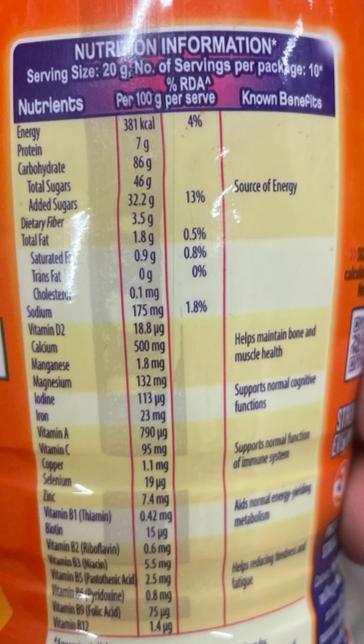 NUTRITION INFORMATION*
Serving Size: 20 g, No. of Servings per package: 10*
Nutrients Per 100 g % RDA^ per serve Known Benefits
Energy 381 kcal 4%
Protein 7 g
Carbohydrate 86 g
Total Sugars 46 g Source of Energy
Added Sugars 32.2 g 13%
Dietary Fiber 3.5 g
Total Fat 1.8 g 0.5%
Saturated 0.9 g 0.8%
Trans Fat 0 g 0%
0.1 mg
Sodium 175 mg 1.8%
Vitamin D2 18.8 µg
Calcium 500 mg Helps maintain bone and
Manganese 1.8 mg muscle health
Magnesium 132 mg
Iodine 113 µg Supports normal cognitive
Iron 23 mg functions
Vitamin A 790 µg
Vitamin C 95 mg Supports normal function
Copper 1.1 mg of immune system
Selenium 19 µg
Zinc 7.4 mg
Vitamin B1 (Thiamin) 0.42 mg Aids normal energy-yielding
Biotin 15 µg metabolism
Vitamin B2 (Riboflavin) 0.6 mg
Vitamin B3 (Niacin) 5.5 mg
Vitamin B5 (Pantothenic Acid) 2.5 mg Helps reducing tiredness and
Vitamin B6 (Pyridoxine) 0.8 mg fatigue
Vitamin B9 (Folic Acid) 75 µg
Vitamin B12 1.4 µg